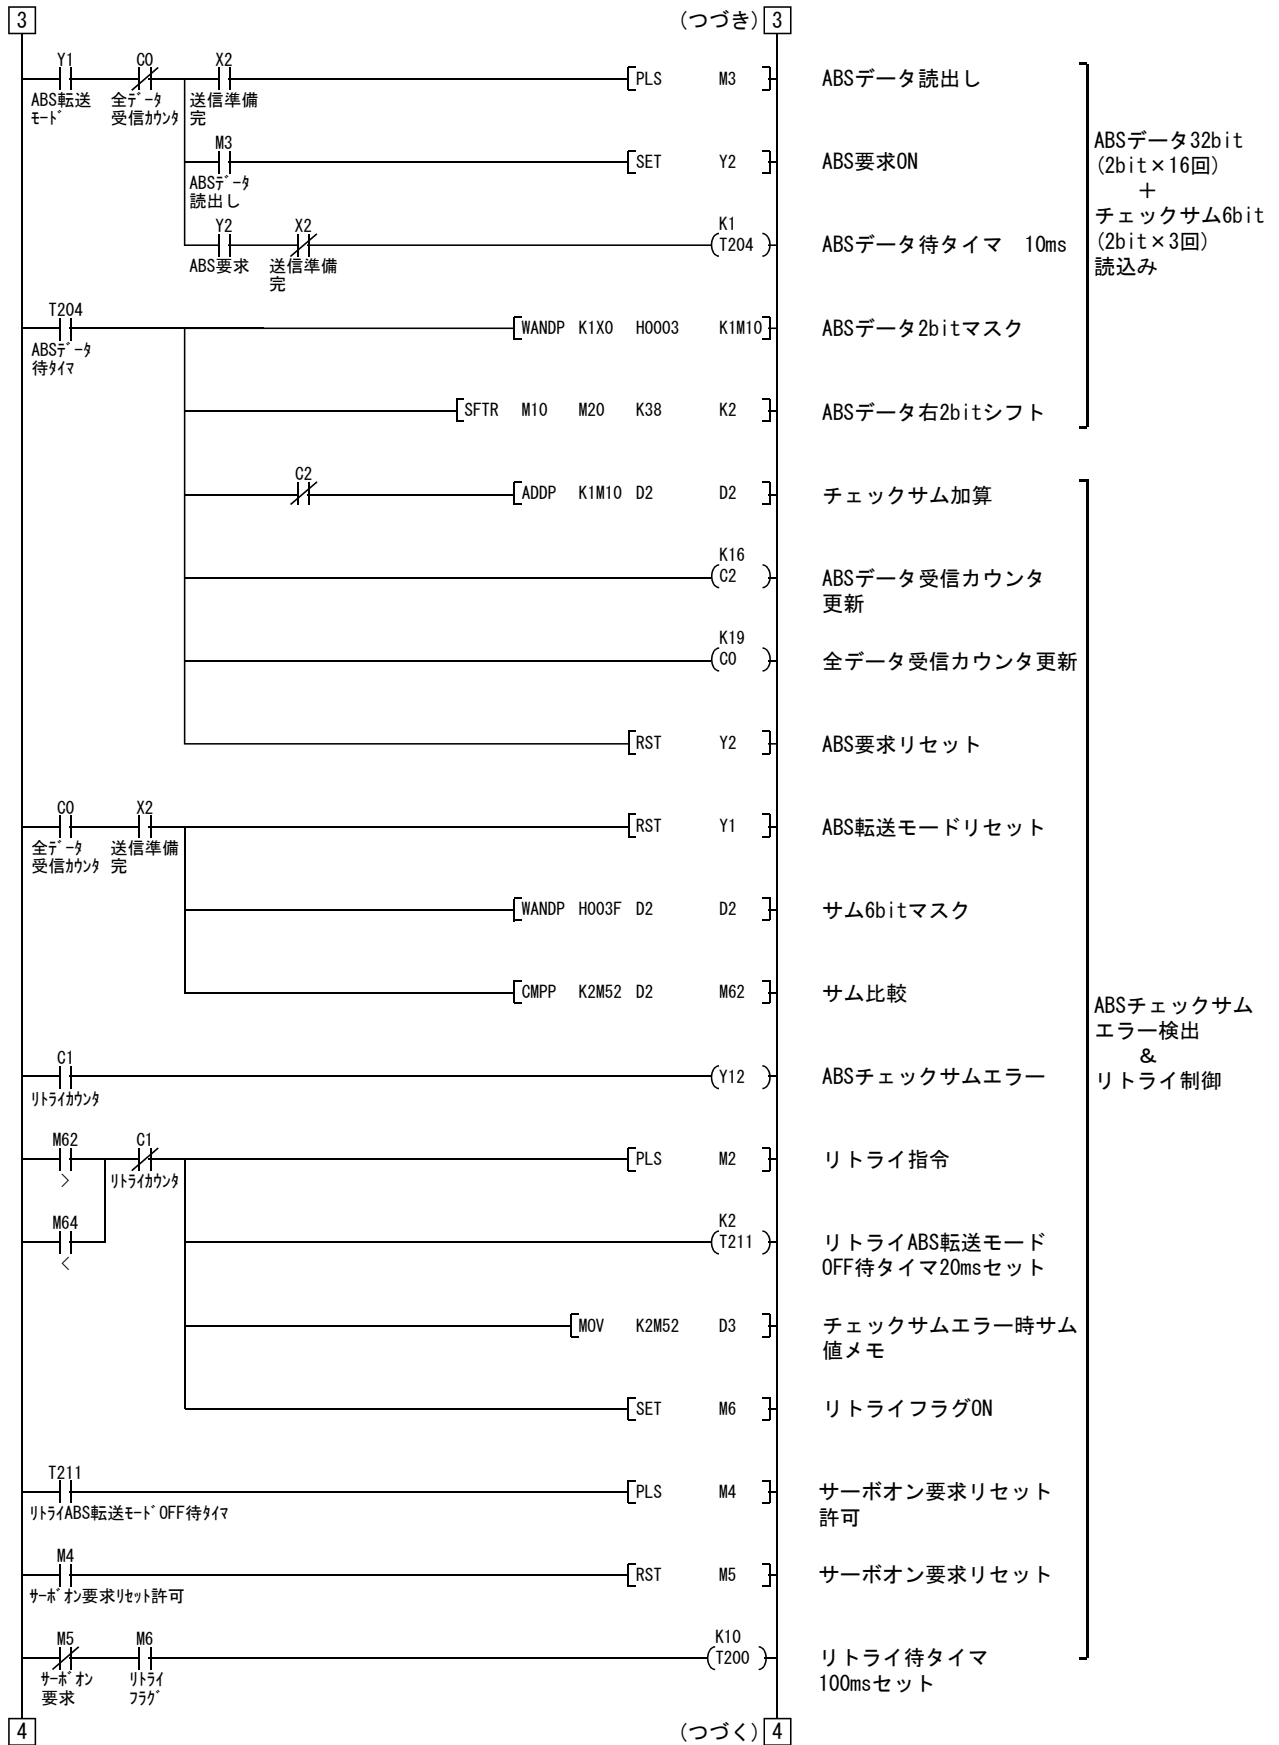 3 (つづき) 3
Y1 C0 X2
PLS M3 ABSデータ読出し
ABS転送 全データ 送信準備
モード 受信カウンタ 完
ABSデータ32bit
(2bit×16回)
+
チェックサム6bit
(2bit×3回)
読込み
M3
SET Y2 ABS要求ON
ABSデータ
読出し
Y2 X2 K1
T204 ABSデータ待タイマ 10ms
ABS要求 送信準備
完
T204
WANDP K1X0 H0003 K1M10 ABSデータ2bitマスク
ABSデータ
待タイマ
SFTR M10 M20 K38 K2 ABSデータ右2bitシフト
C2
ADDP K1M10 D2 D2 チェックサム加算
K16
C2 ABSデータ受信カウンタ
更新
K19
C0 全データ受信カウンタ更新
RST Y2 ABS要求リセット
C0 X2
RST Y1 ABS転送モードリセット
全データ 送信準備
受信カウンタ 完
WANDP H003F D2 D2 サム6bitマスク
CMPP K2M52 D2 M62 サム比較
ABSチェックサム
エラー検出
&
リトライ制御
C1
Y12 ABSチェックサムエラー
リトライカウンタ
M62 C1
PLS M2 リトライ指令
> リトライカウンタ
M64 K2
T211 リトライABS転送モード
< OFF待タイマ20msセット
MOV K2M52 D3 チェックサムエラー時サム
値メモ
SET M6 リトライフラグON
T211
PLS M4 サーボオン要求リセット
許可
リトライABS転送モードOFF待タイマ
M4
RST M5 サーボオン要求リセット
サーボオン要求リセット許可
M5 M6 K10
T200 リトライ待タイマ
100msセット
サーボオン リトライ
要求 フラグ
4 (つづく) 4